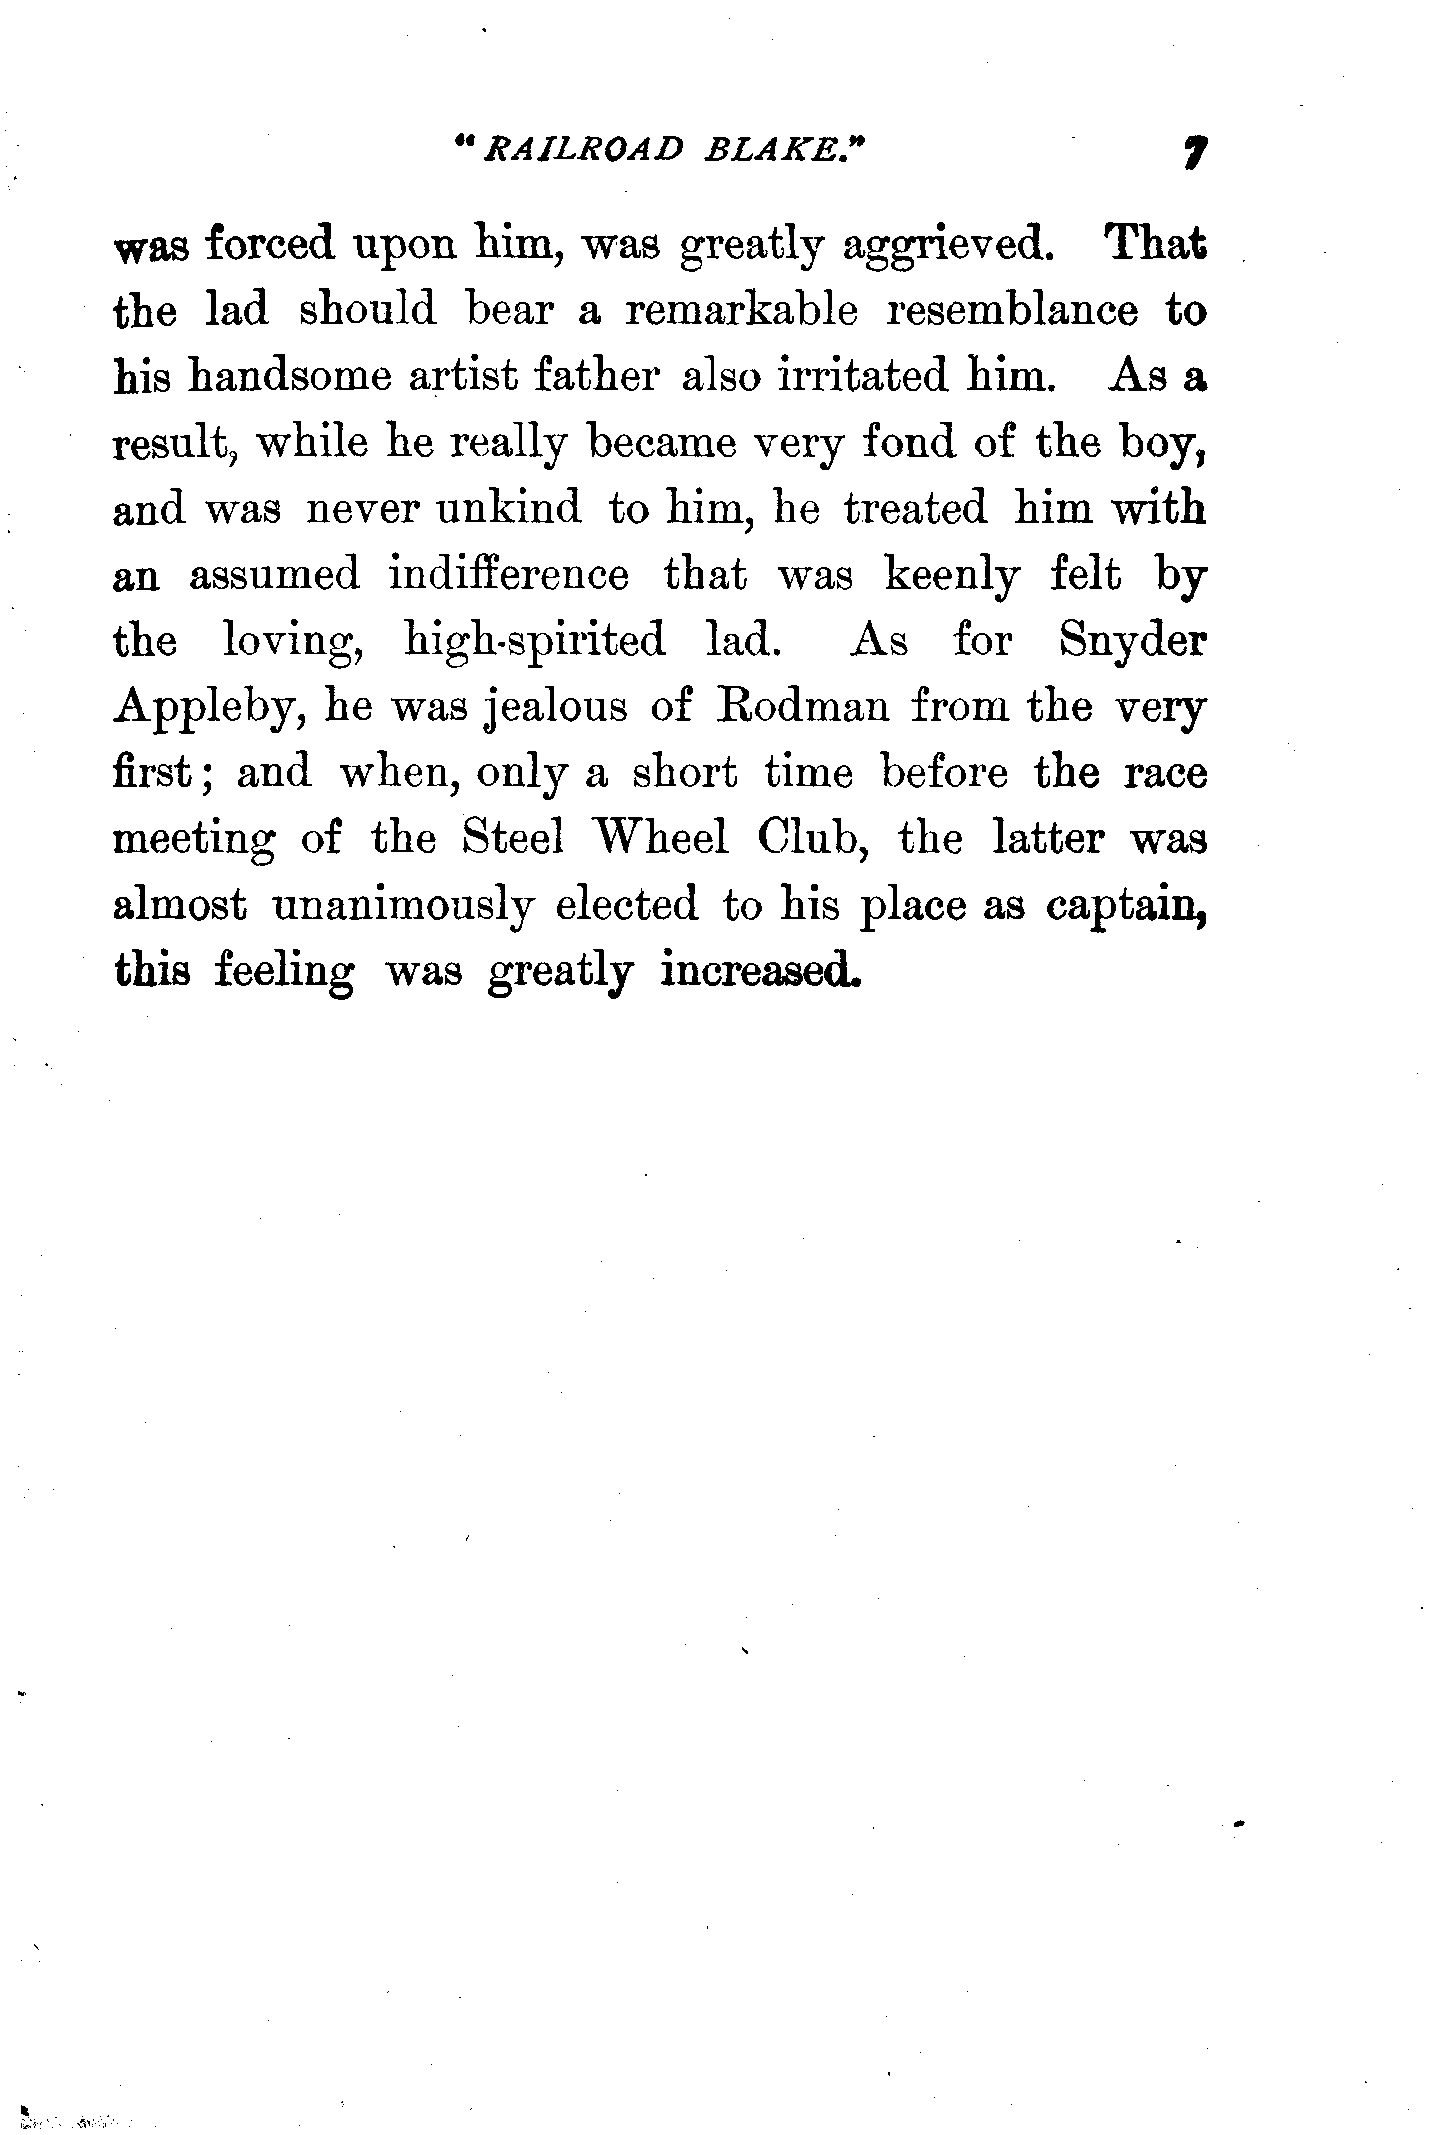 "RAILROAD BLAKE." 7
was forced upon him, was greatly aggrieved. That
the lad should bear a remarkable resemblance to
his handsome artist father also irritated him. As a
result, while he really became very fond of the boy,
and was never unkind to him, he treated him with
an assumed indifference that was keenly felt by
the loving, high-spirited lad. As for Snyder
Appleby, he was jealous of Rodman from the very
first; and when, only a short time before the race
meeting of the Steel Wheel Club, the latter was
almost unanimously elected to his place as captain,
this feeling was greatly increased.